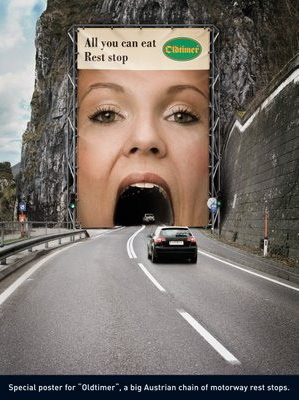 All you can eat
Rest stop
Oldtimer
Special poster for "Oldtimer", a big Austrian chain of motorway rest stops.